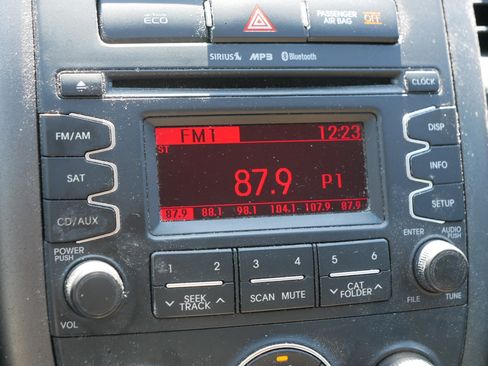 ECO
PASSENGER
AIR BAG OFF
SIRIUS MP3 Bluetooth
CLOCK
FM/AM
SAT
CD/AUX
FM1 12:23
ST
87.9 P1
87.9 88.1 98.1 104.1 107.9 87.9
DISP
INFO
SETUP
POWER
PUSH
VOL
1 2
SEEK
TRACK
3 4
SCAN MUTE
5 6
CAT
FOLDER
ENTER
AUDIO
PUSH
FILE
TUNE